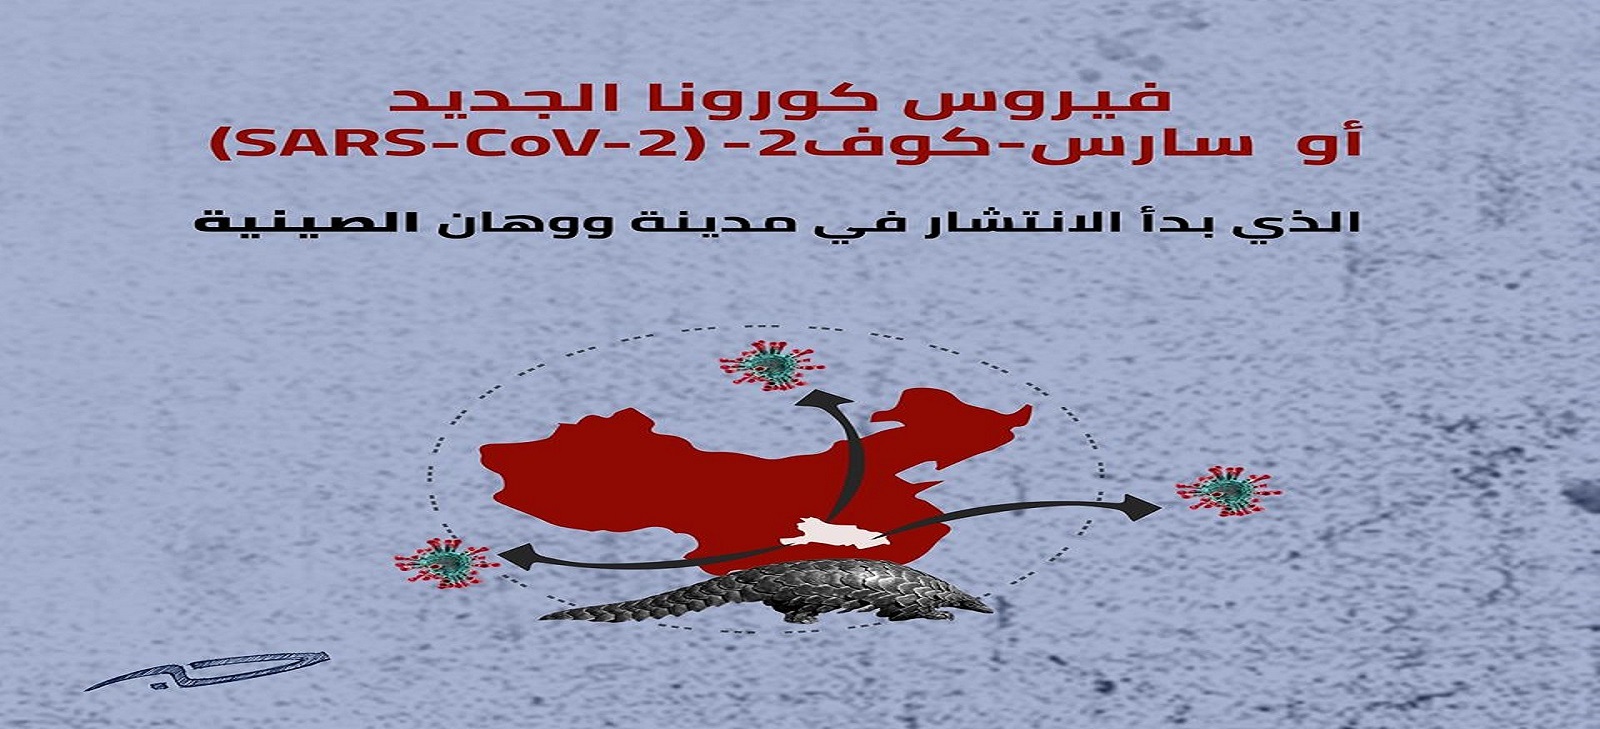 فيروس كورونا الجديد
أو سارس-كوف2- (SARS-CoV-2)
الذي بدأ الانتشار في مدينة ووهان الصينية